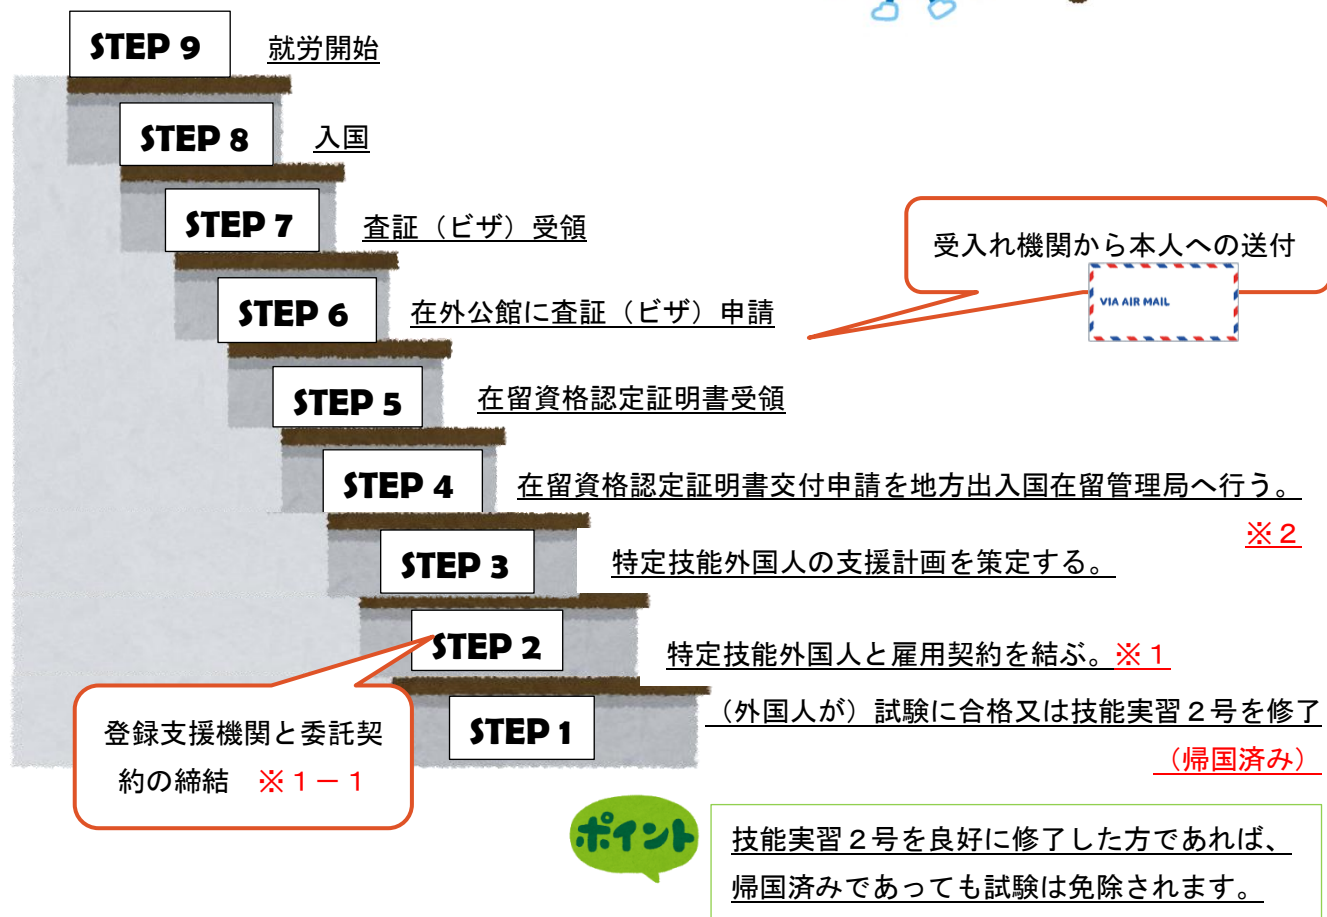 STEP 9 就労開始
STEP 8 入国
STEP 7 査証（ビザ）受領
受入れ機関から本人への送付
VIA AIR MAIL
STEP 6 在外公館に査証（ビザ）申請
STEP 5 在留資格認定証明書受領
STEP 4 在留資格認定証明書交付申請を地方出入国在留管理局へ行う。
※２
STEP 3 特定技能外国人の支援計画を策定する。
STEP 2 特定技能外国人と雇用契約を結ぶ。※１
登録支援機関と委託契
約の締結　※１－１
STEP 1 （外国人が）試験に合格又は技能実習２号を修了
（帰国済み）
ポイント
技能実習２号を良好に修了した方であれば、
帰国済みであっても試験は免除されます。